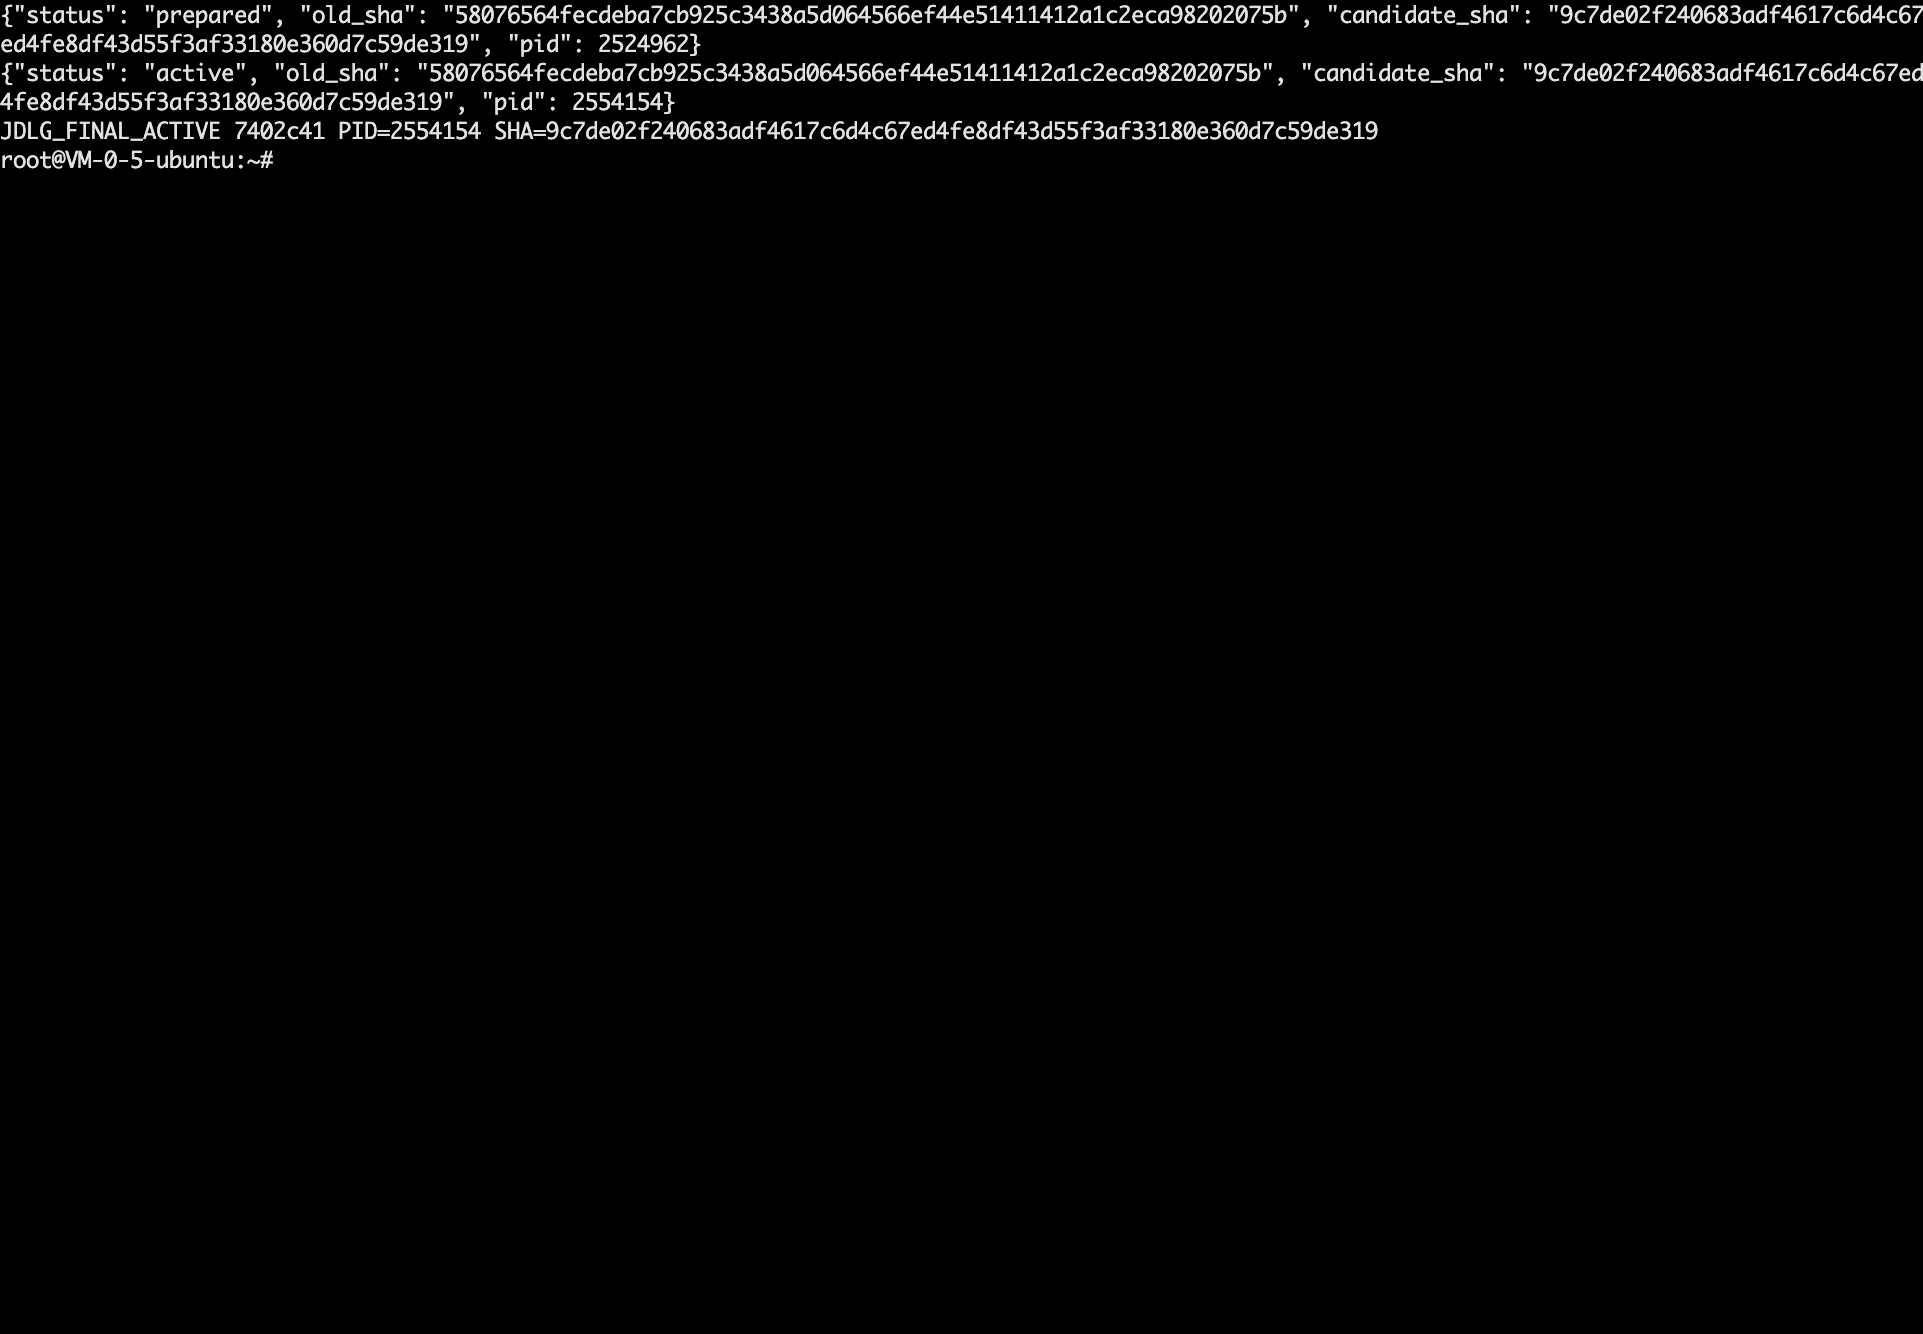 {"status": "prepared", "old_sha": "58076564fecdeba7cb925c3438a5d064566ef44e51411412a1c2eca98202075b", "candidate_sha": "9c7de02f240683adf4617c6d4c67
ed4fe8df43d55f3af33180e360d7c59de319", "pid": 2524962}
{"status": "active", "old_sha": "58076564fecdeba7cb925c3438a5d064566ef44e51411412a1c2eca98202075b", "candidate_sha": "9c7de02f240683adf4617c6d4c67ed
4fe8df43d55f3af33180e360d7c59de319", "pid": 2554154}
JDLG_FINAL_ACTIVE 7402c41 PID=2554154 SHA=9c7de02f240683adf4617c6d4c67ed4fe8df43d55f3af33180e360d7c59de319
root@VM-0-5-ubuntu:~#